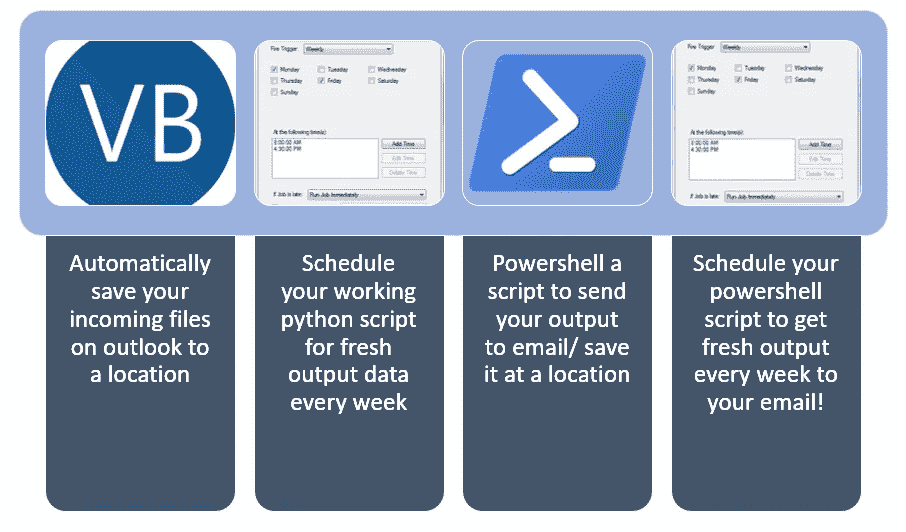 VB
Fire Trigger: Weekly
Monday Tuesday Wednesday
Thursday Friday Saturday
Sunday
At the following time(s):
8:00:00 AM
4:30:00 PM
Add Time
Edit Time
Delete Time
If Job is late: Run Job Immediately
Fire Trigger: Weekly
Monday Tuesday Wednesday
Thursday Friday Saturday
Sunday
At the following time(s):
8:00:00 AM
4:30:00 PM
Add Time
Edit Time
Delete Time
If Job is late: Run Job Immediately
Automatically
save your
incoming files
on outlook to
a location
Schedule
your working
python script
for fresh
output data
every week
Powershell a
script to send
your output
to email/ save
it at a location
Schedule your
powershell
script to get
fresh output
every week to
your email!